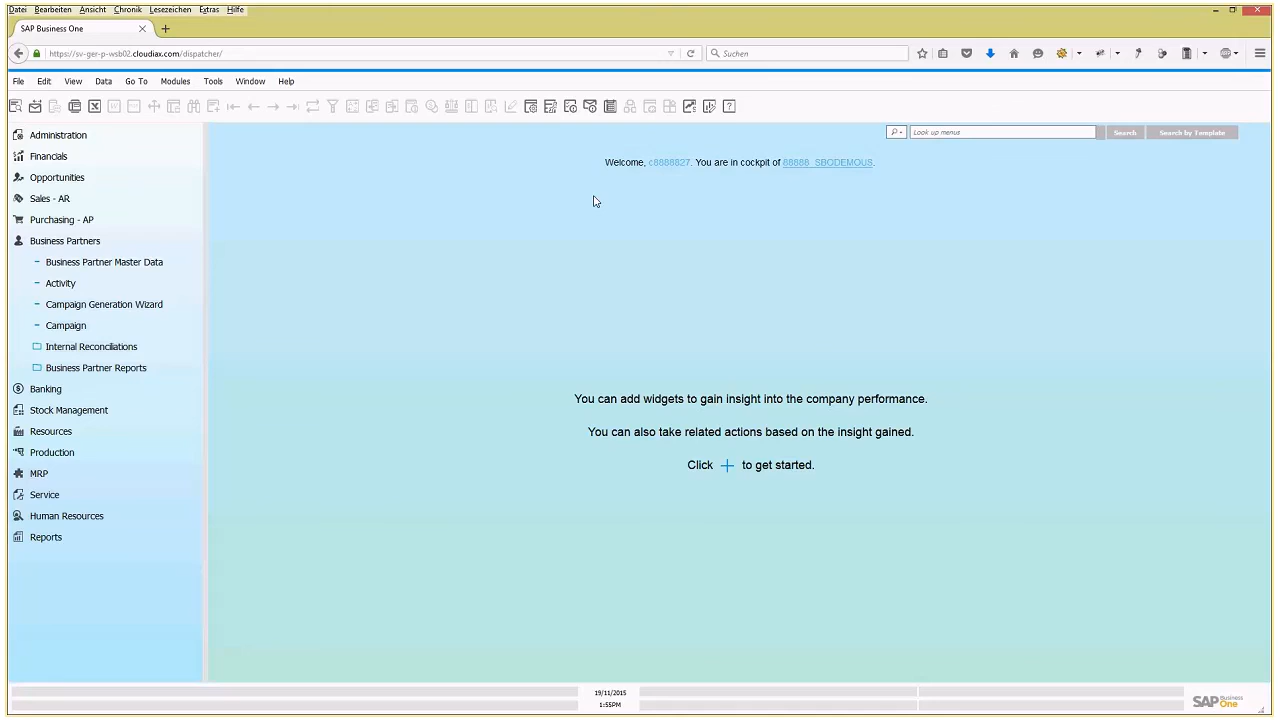 Datei Bearbeiten Ansicht Chronik Lesezeichen Extras Hilfe
SAP Business One
https://sv-ger-p-wsb02.cloudiax.com/dispatcher/
Suchen
File Edit View Data Go To Modules Tools Window Help
Look up menus
Search
Search by Template
Welcome, c8888827. You are in cockpit of 88888_SBODEMOUS.
Administration
Financials
Opportunities
Sales - AR
Purchasing - AP
Business Partners
Business Partner Master Data
Activity
Campaign Generation Wizard
Campaign
Internal Reconciliations
Business Partner Reports
Banking
Stock Management
Resources
Production
MRP
Service
Human Resources
Reports
You can add widgets to gain insight into the company performance.
You can also take related actions based on the insight gained.
Click + to get started.
19/11/2015
1:55PM
SAP Business One